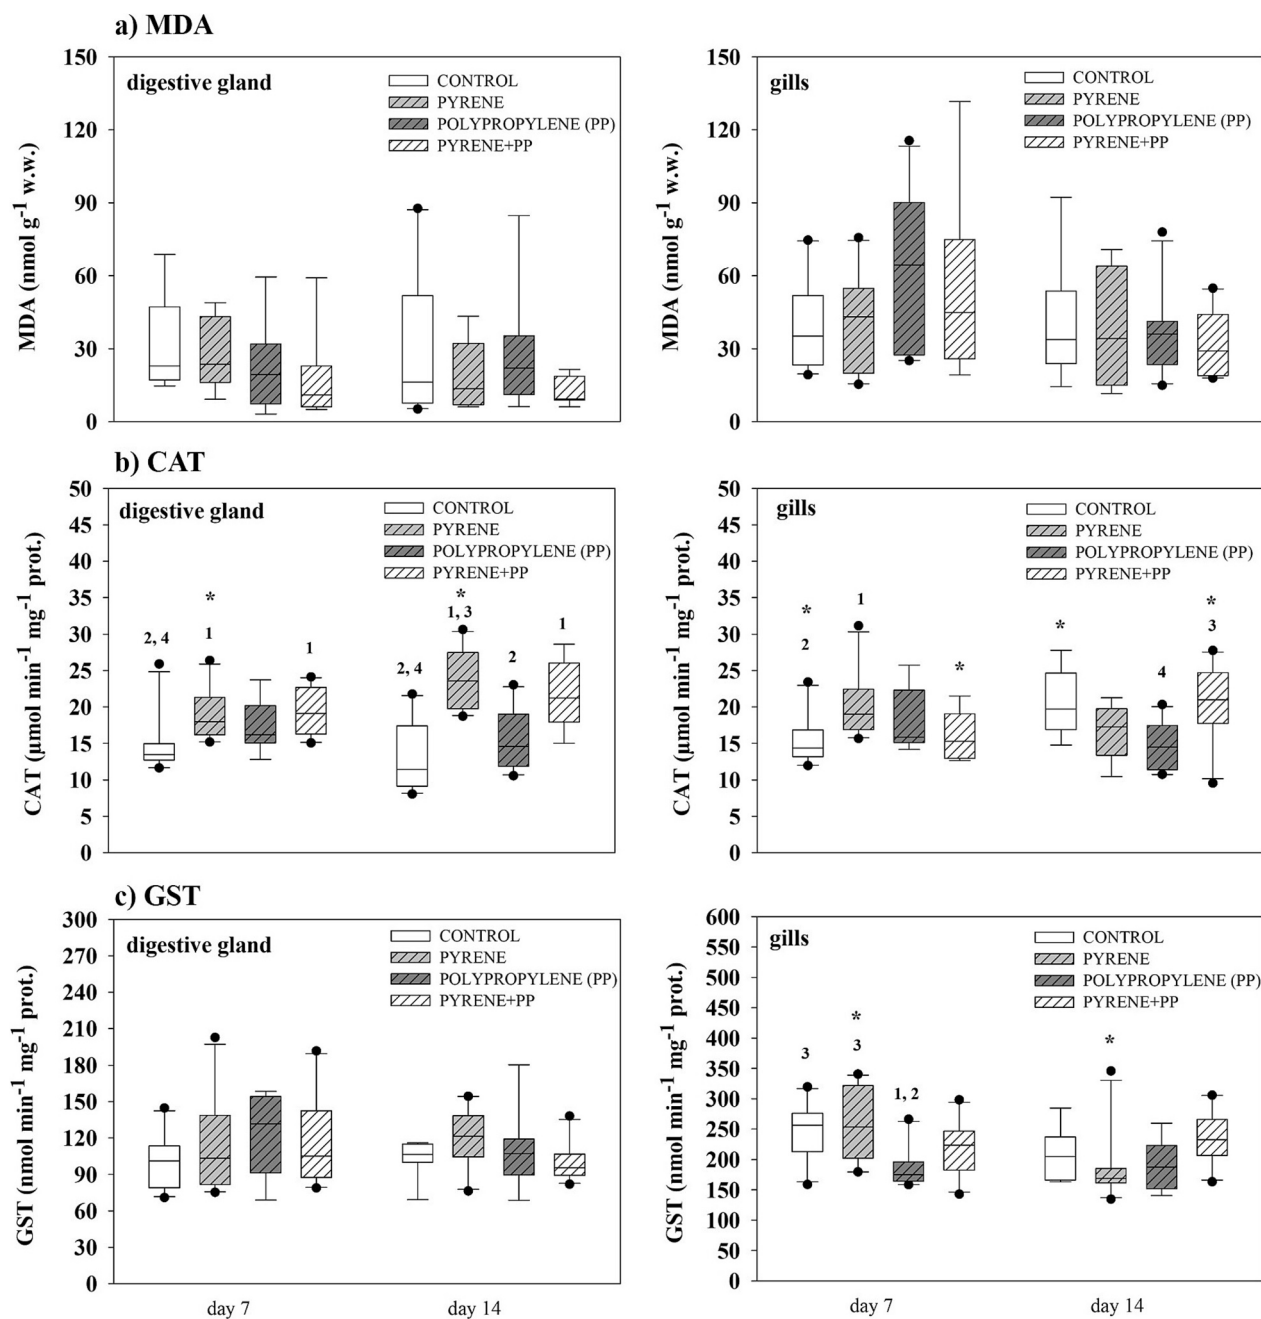 a) MDA
MDA (nmol g⁻¹ w.w.)
150
120
90
60
30
0
digestive gland
CONTROL
PYRENE
POLYPROPYLENE (PP)
PYRENE+PP
MDA (nmol g⁻¹ w.w.)
150
120
90
60
30
0
gills
CONTROL
PYRENE
POLYPROPYLENE (PP)
PYRENE+PP
b) CAT
CAT (µmol min⁻¹ mg⁻¹ prot.)
50
45
40
35
30
25
20
15
10
5
0
digestive gland
CONTROL
PYRENE
POLYPROPYLENE (PP)
PYRENE+PP
2, 4
*
1
1
2, 4
*
1, 3
2
1
CAT (µmol min⁻¹ mg⁻¹ prot.)
50
45
40
35
30
25
20
15
10
5
0
gills
CONTROL
PYRENE
POLYPROPYLENE (PP)
PYRENE+PP
*
2
1
*
*
4
*
3
c) GST
GST (nmol min⁻¹ mg⁻¹ prot.)
300
270
240
210
180
150
120
90
60
30
0
digestive gland
CONTROL
PYRENE
POLYPROPYLENE (PP)
PYRENE+PP
day 7
day 14
GST (nmol min⁻¹ mg⁻¹ prot.)
600
550
500
450
400
350
300
250
200
150
100
50
0
gills
CONTROL
PYRENE
POLYPROPYLENE (PP)
PYRENE+PP
3
*
3
1, 2
*
day 7
day 14